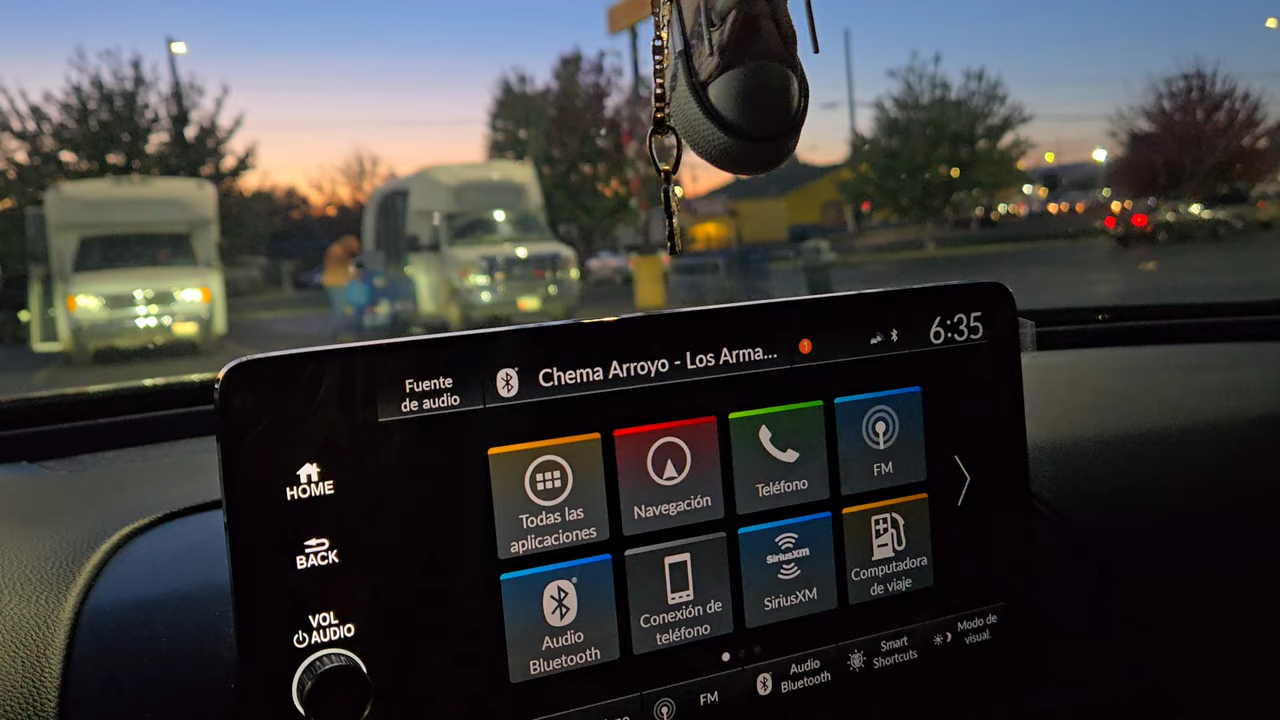 Fuente
de audio
Chema Arroyo - Los Arma...
1
6:35
HOME
BACK
VOL
AUDIO
Todas las
aplicaciones
Navegación
Teléfono
FM
Audio
Bluetooth
Conexión de
teléfono
SiriusXM
SiriusXM
Computadora
de viaje
FM
Audio
Bluetooth
Smart
Shortcuts
Modo de
visual.